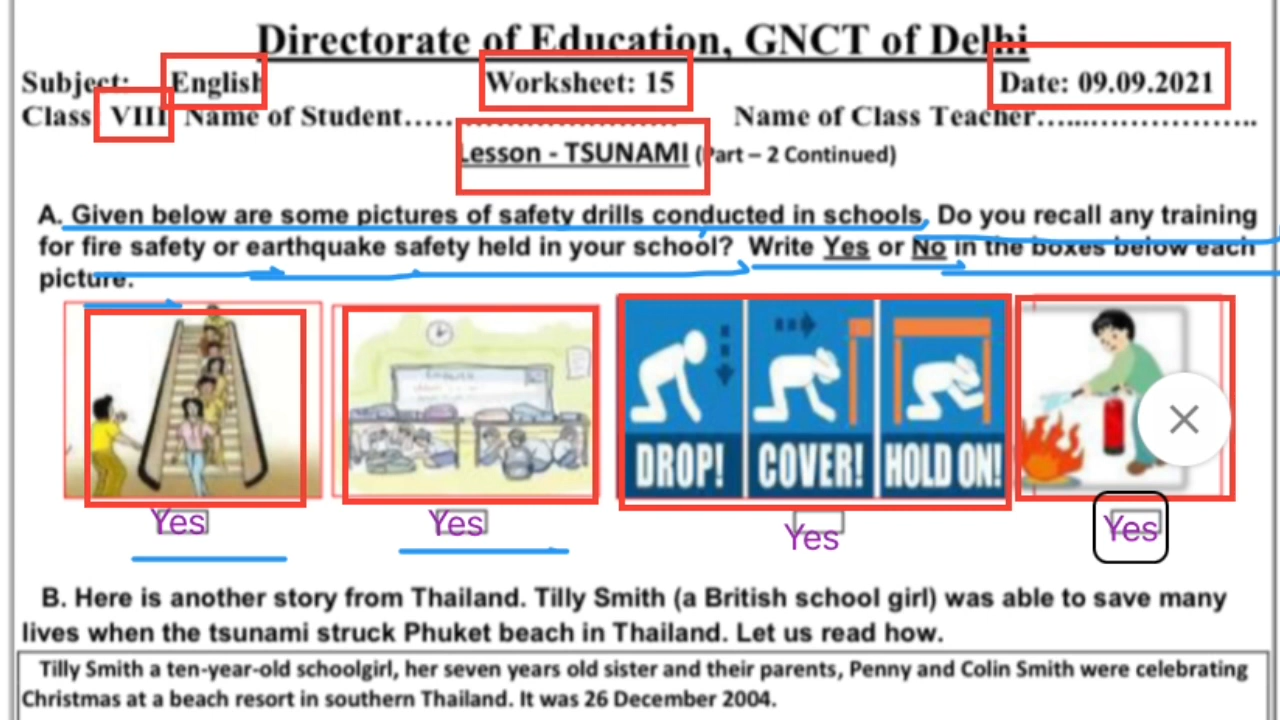 Directorate of Education, GNCT of Delhi
Subject: English Worksheet: 15 Date: 09.09.2021
Class VIII Name of Student..... Name of Class Teacher.....................
Lesson - TSUNAMI (Part – 2 Continued)
A. Given below are some pictures of safety drills conducted in schools. Do you recall any training
for fire safety or earthquake safety held in your school? Write Yes or No in the boxes below each
picture.
DROP! COVER! HOLD ON!
Yes Yes Yes Yes
B. Here is another story from Thailand. Tilly Smith (a British school girl) was able to save many
lives when the tsunami struck Phuket beach in Thailand. Let us read how.
Tilly Smith a ten-year-old schoolgirl, her seven years old sister and their parents, Penny and Colin Smith were celebrating
Christmas at a beach resort in southern Thailand. It was 26 December 2004.